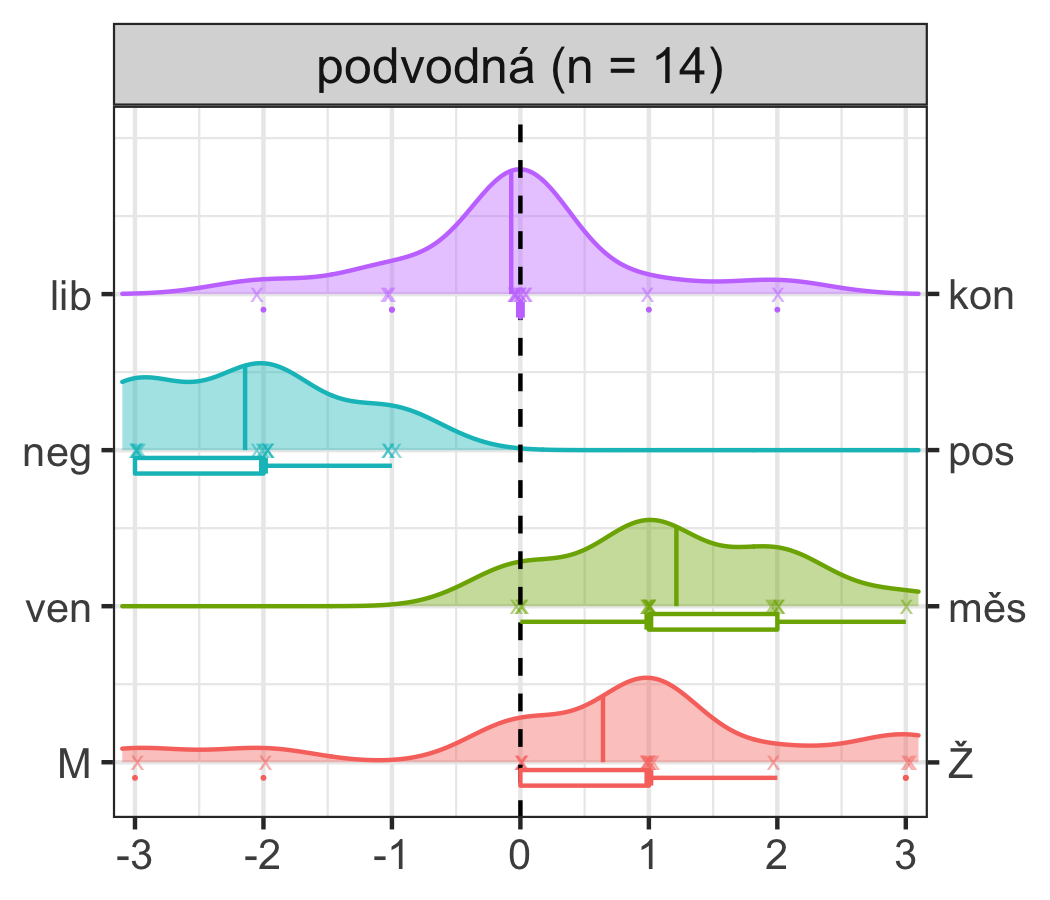 podvodná (n = 14)
lib kon
neg pos
ven měs
M Ž
-3 -2 -1 0 1 2 3